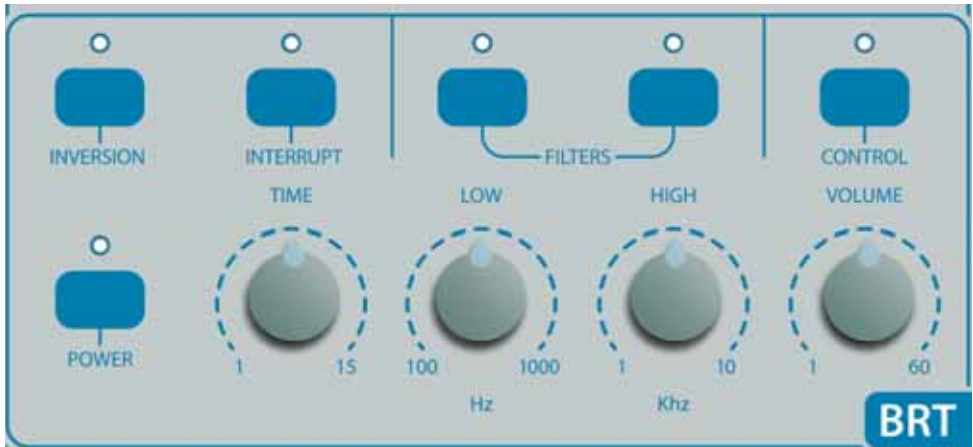 INVERSION INTERRUPT FILTERS CONTROL
TIME LOW HIGH VOLUME
POWER
1 15 100 1000 1 10 1 60
Hz Khz
BRT